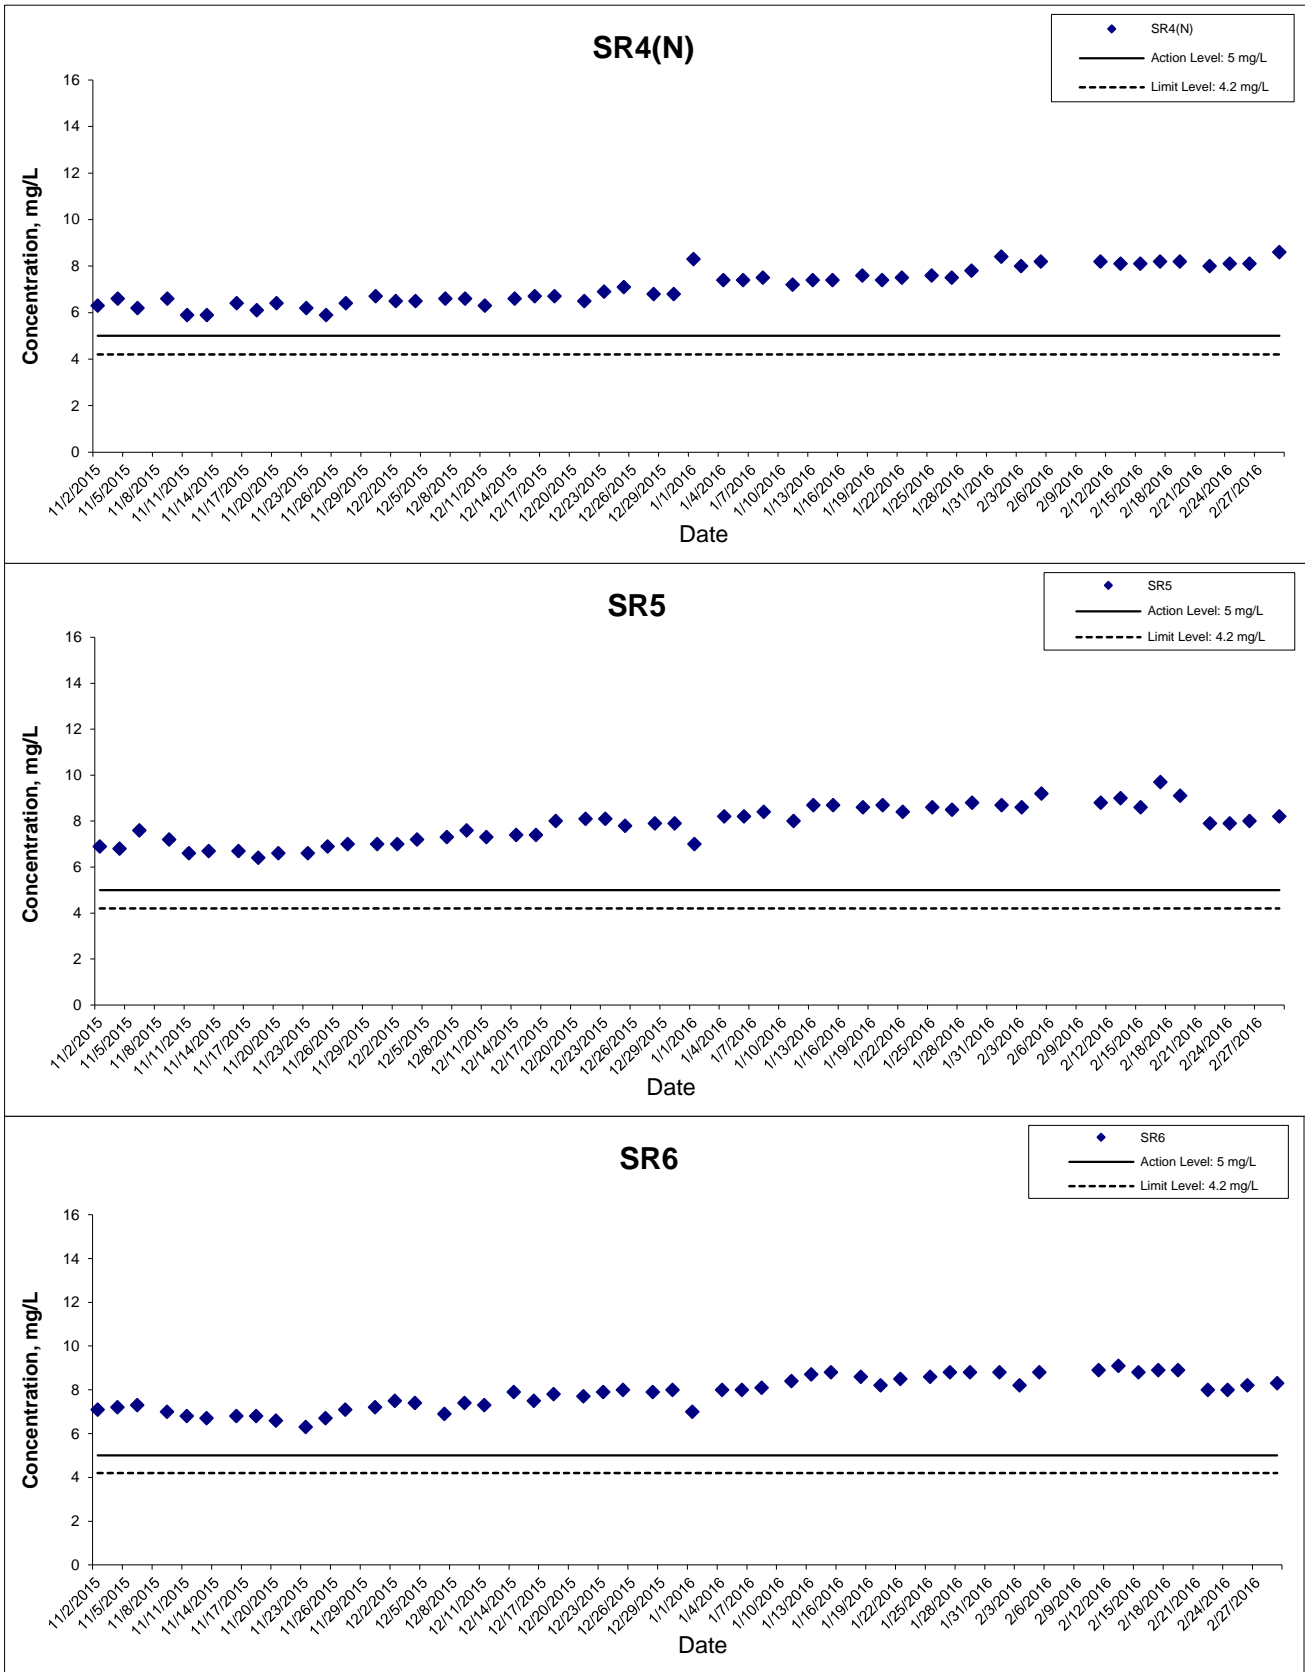 SR4(N)
SR4(N)
Action Level: 5 mg/L
Limit Level: 4.2 mg/L
Concentration, mg/L
16
14
12
10
8
6
4
2
0
11/2/2015 11/5/2015 11/8/2015 11/11/2015 11/14/2015 11/17/2015 11/20/2015 11/23/2015 11/26/2015 11/29/2015 12/2/2015 12/5/2015 12/8/2015 12/11/2015 12/14/2015 12/17/2015 12/20/2015 12/23/2015 12/26/2015 12/29/2015 1/1/2016 1/4/2016 1/7/2016 1/10/2016 1/13/2016 1/16/2016 1/19/2016 1/22/2016 1/25/2016 1/28/2016 1/31/2016 2/3/2016 2/6/2016 2/9/2016 2/12/2016 2/15/2016 2/18/2016 2/21/2016 2/24/2016 2/27/2016
Date
SR5
SR5
Action Level: 5 mg/L
Limit Level: 4.2 mg/L
Concentration, mg/L
16
14
12
10
8
6
4
2
0
11/2/2015 11/5/2015 11/8/2015 11/11/2015 11/14/2015 11/17/2015 11/20/2015 11/23/2015 11/26/2015 11/29/2015 12/2/2015 12/5/2015 12/8/2015 12/11/2015 12/14/2015 12/17/2015 12/20/2015 12/23/2015 12/26/2015 12/29/2015 1/1/2016 1/4/2016 1/7/2016 1/10/2016 1/13/2016 1/16/2016 1/19/2016 1/22/2016 1/25/2016 1/28/2016 1/31/2016 2/3/2016 2/6/2016 2/9/2016 2/12/2016 2/15/2016 2/18/2016 2/21/2016 2/24/2016 2/27/2016
Date
SR6
SR6
Action Level: 5 mg/L
Limit Level: 4.2 mg/L
Concentration, mg/L
16
14
12
10
8
6
4
2
0
11/2/2015 11/5/2015 11/8/2015 11/11/2015 11/14/2015 11/17/2015 11/20/2015 11/23/2015 11/26/2015 11/29/2015 12/2/2015 12/5/2015 12/8/2015 12/11/2015 12/14/2015 12/17/2015 12/20/2015 12/23/2015 12/26/2015 12/29/2015 1/1/2016 1/4/2016 1/7/2016 1/10/2016 1/13/2016 1/16/2016 1/19/2016 1/22/2016 1/25/2016 1/28/2016 1/31/2016 2/3/2016 2/6/2016 2/9/2016 2/12/2016 2/15/2016 2/18/2016 2/21/2016 2/24/2016 2/27/2016
Date